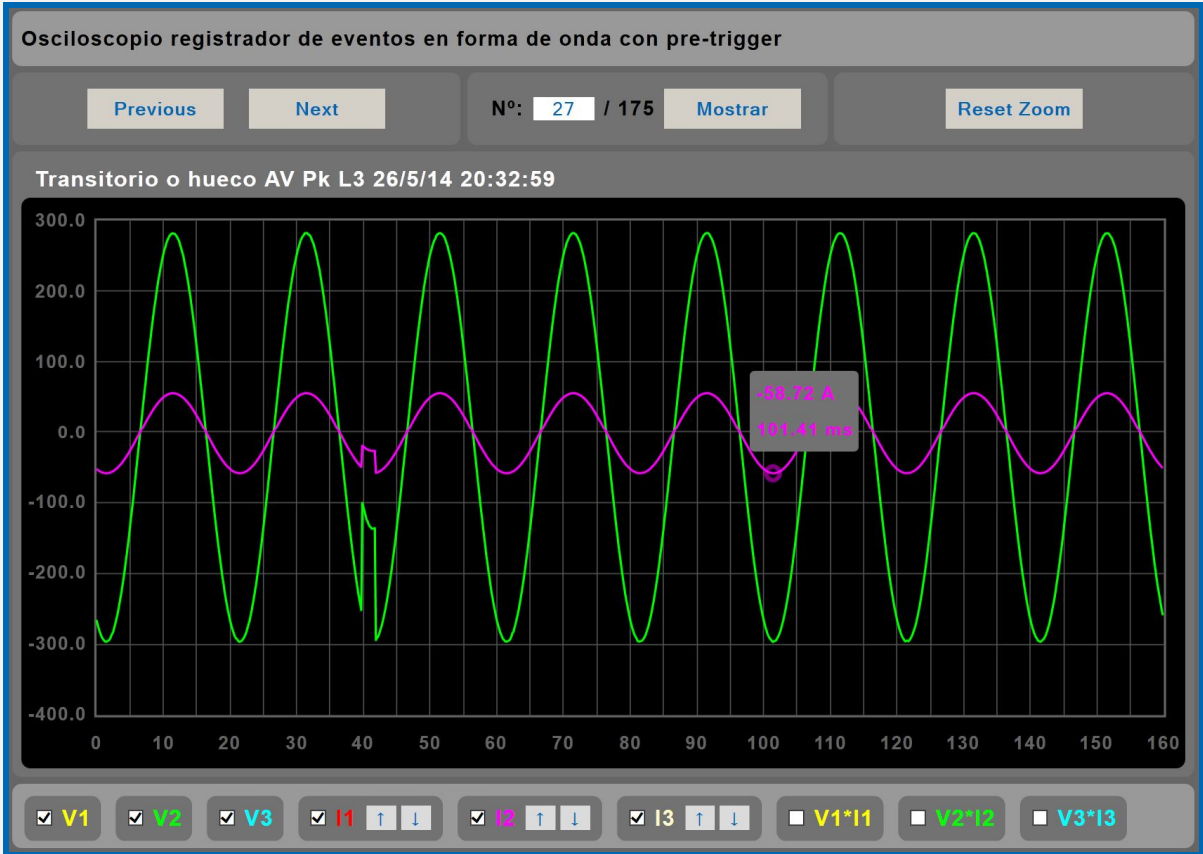 Osciloscopio registrador de eventos en forma de onda con pre-trigger
Previous Next Nº: 27 / 175 Mostrar Reset Zoom
Transitorio o hueco AV Pk L3 26/5/14 20:32:59
300.0
200.0
100.0
-58.72 A
0.0
101.41 ms
-100.0
-200.0
-300.0
-400.0
0 10 20 30 40 50 60 70 80 90 100 110 120 130 140 150 160
V1 V2 V3 I1 ↑ ↓ I2 ↑ ↓ I3 ↑ ↓ V1*I1 V2*I2 V3*I3